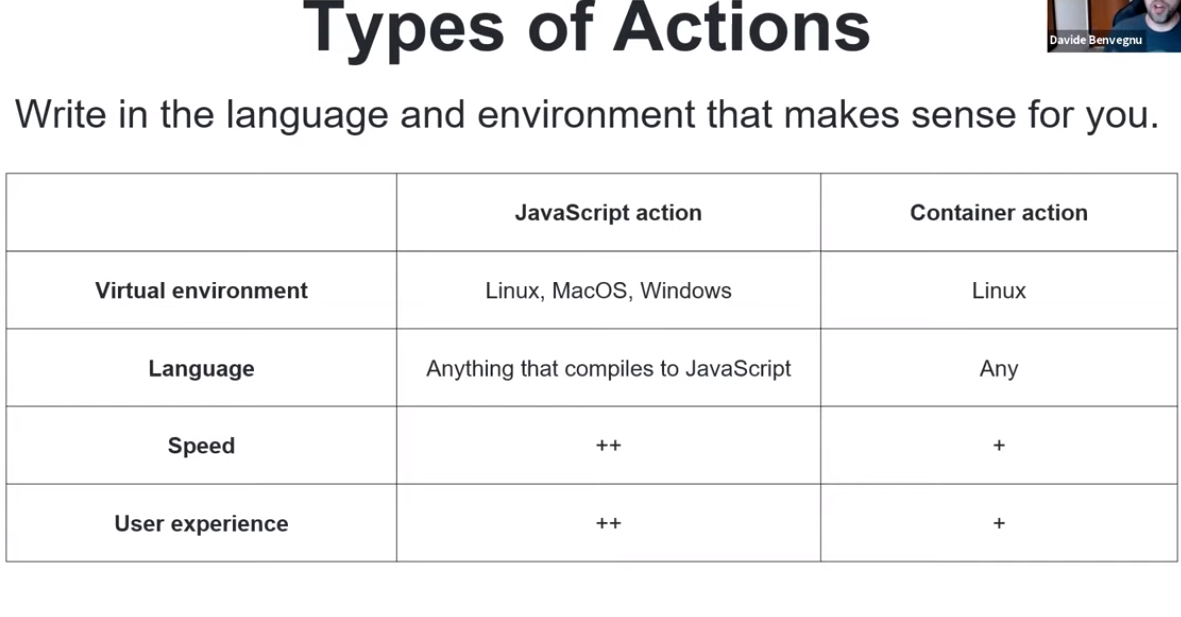 Types of Actions
Davide Benvegnu
Write in the language and environment that makes sense for you.
JavaScript action
Container action
Virtual environment
Linux, MacOS, Windows
Linux
Language
Anything that compiles to JavaScript
Any
Speed
++
+
User experience
++
+